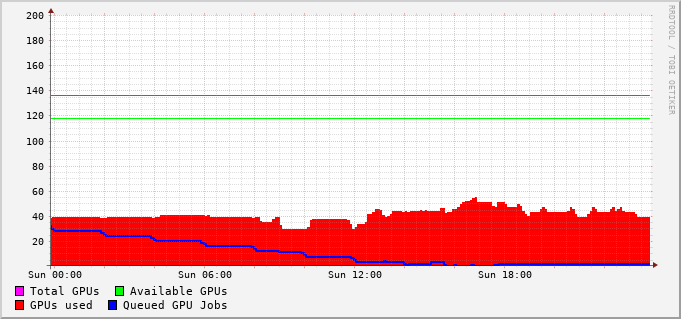 200
180
160
140
120
100
80
60
40
20
Sun 00:00 Sun 06:00 Sun 12:00 Sun 18:00
Total GPUs Available GPUs
GPUs used Queued GPU Jobs
RRDTOOL / TOBI OETIKER